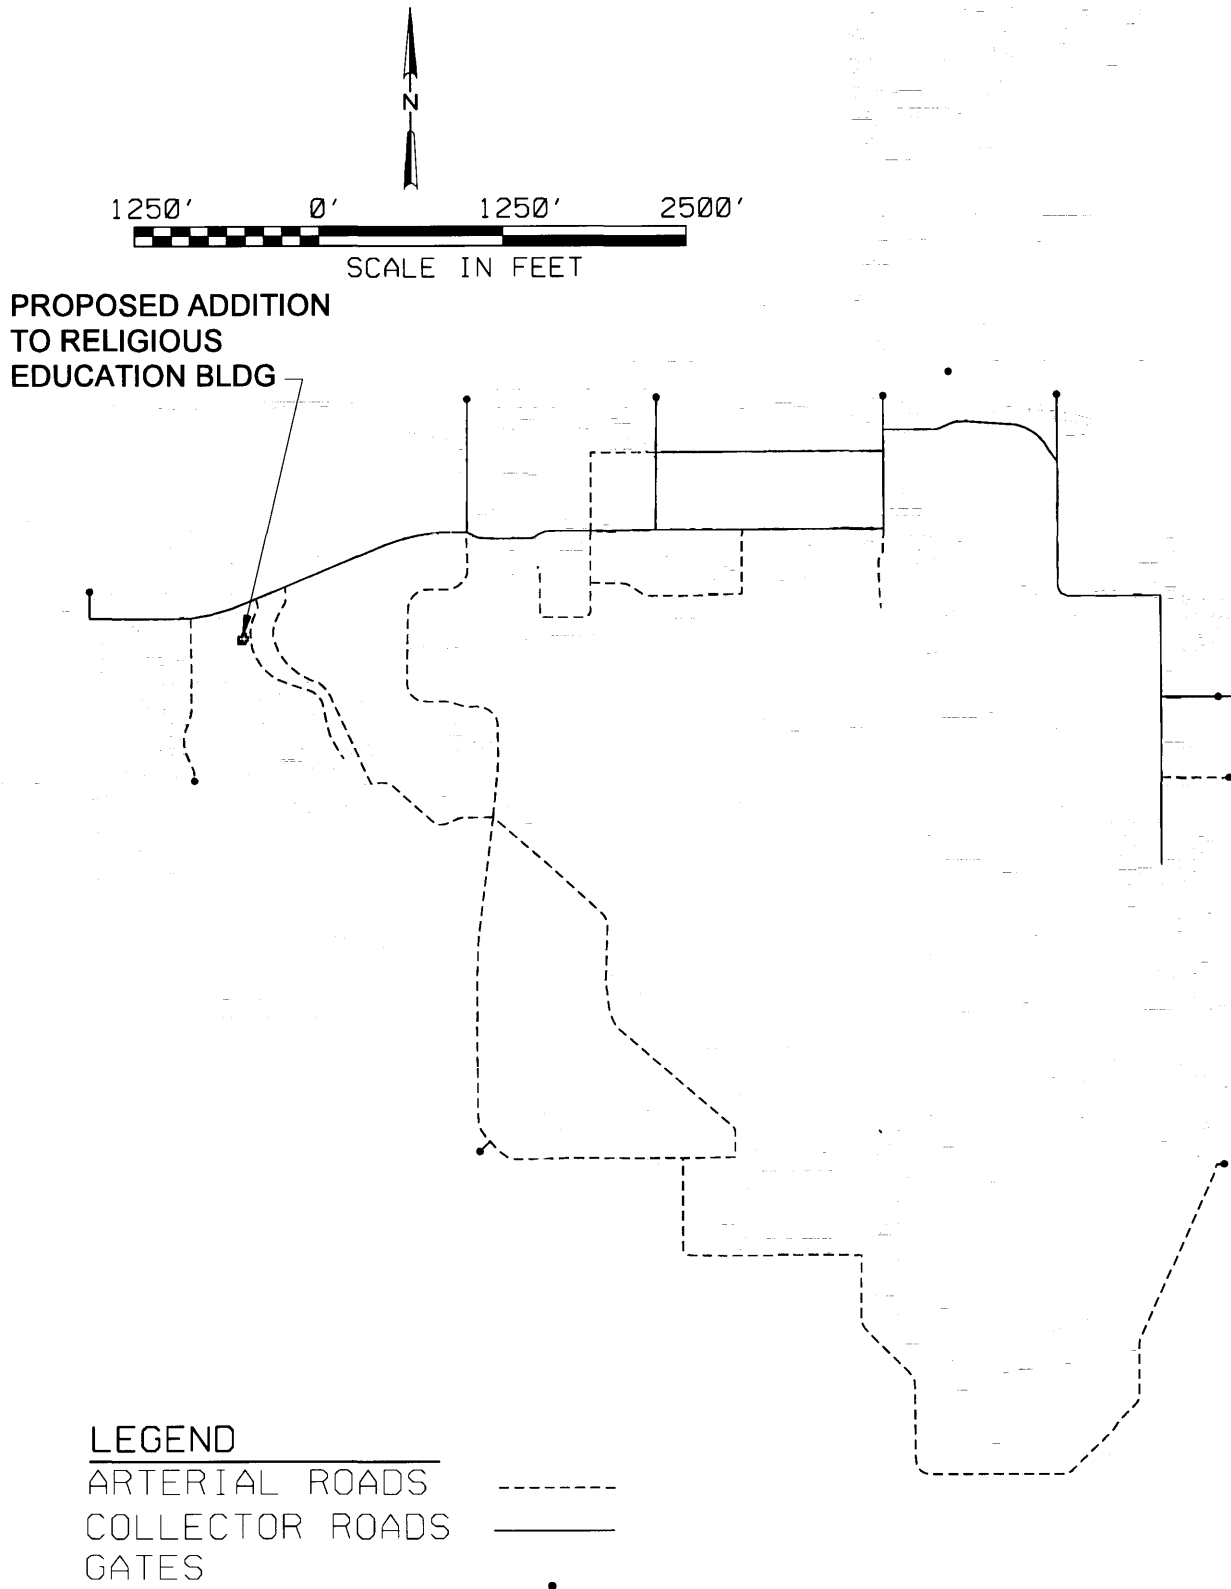 N
1250' 0' 1250' 2500'
SCALE IN FEET
PROPOSED ADDITION
TO RELIGIOUS
EDUCATION BLDG
LEGEND
ARTERIAL ROADS
COLLECTOR ROADS
GATES